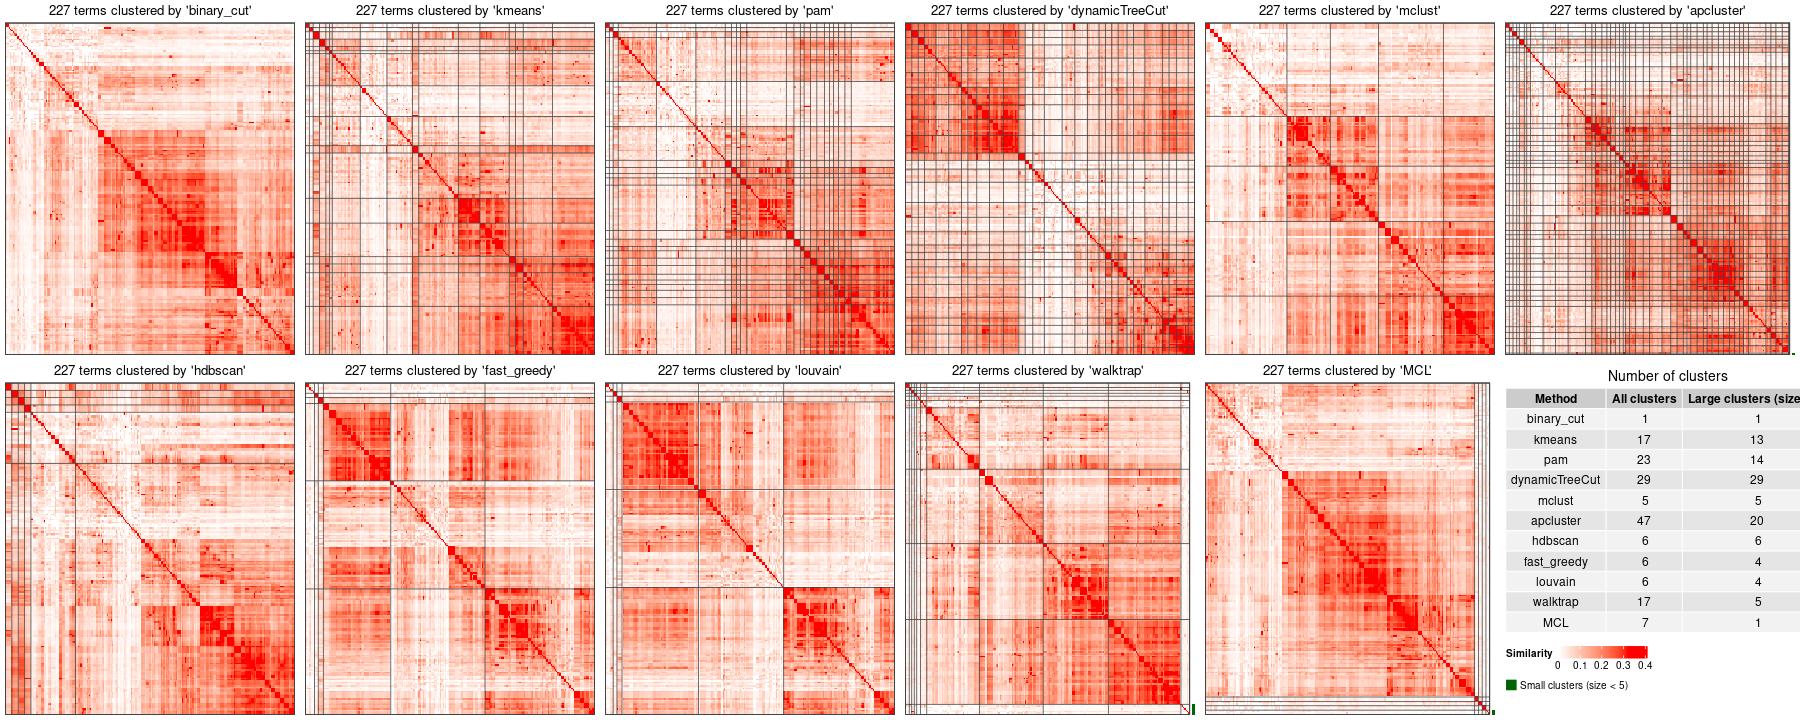 227 terms clustered by 'binary_cut'
227 terms clustered by 'kmeans'
227 terms clustered by 'pam'
227 terms clustered by 'dynamicTreeCut'
227 terms clustered by 'mclust'
227 terms clustered by 'apcluster'
227 terms clustered by 'hdbscan'
227 terms clustered by 'fast_greedy'
227 terms clustered by 'louvain'
227 terms clustered by 'walktrap'
227 terms clustered by 'MCL'
Number of clusters
Method All clusters Large clusters (size
binary_cut 1 1
kmeans 17 13
pam 23 14
dynamicTreeCut 29 29
mclust 5 5
apcluster 47 20
hdbscan 6 6
fast_greedy 6 4
louvain 6 4
walktrap 17 5
MCL 7 1
Similarity
0 0.1 0.2 0.3 0.4
Small clusters (size < 5)